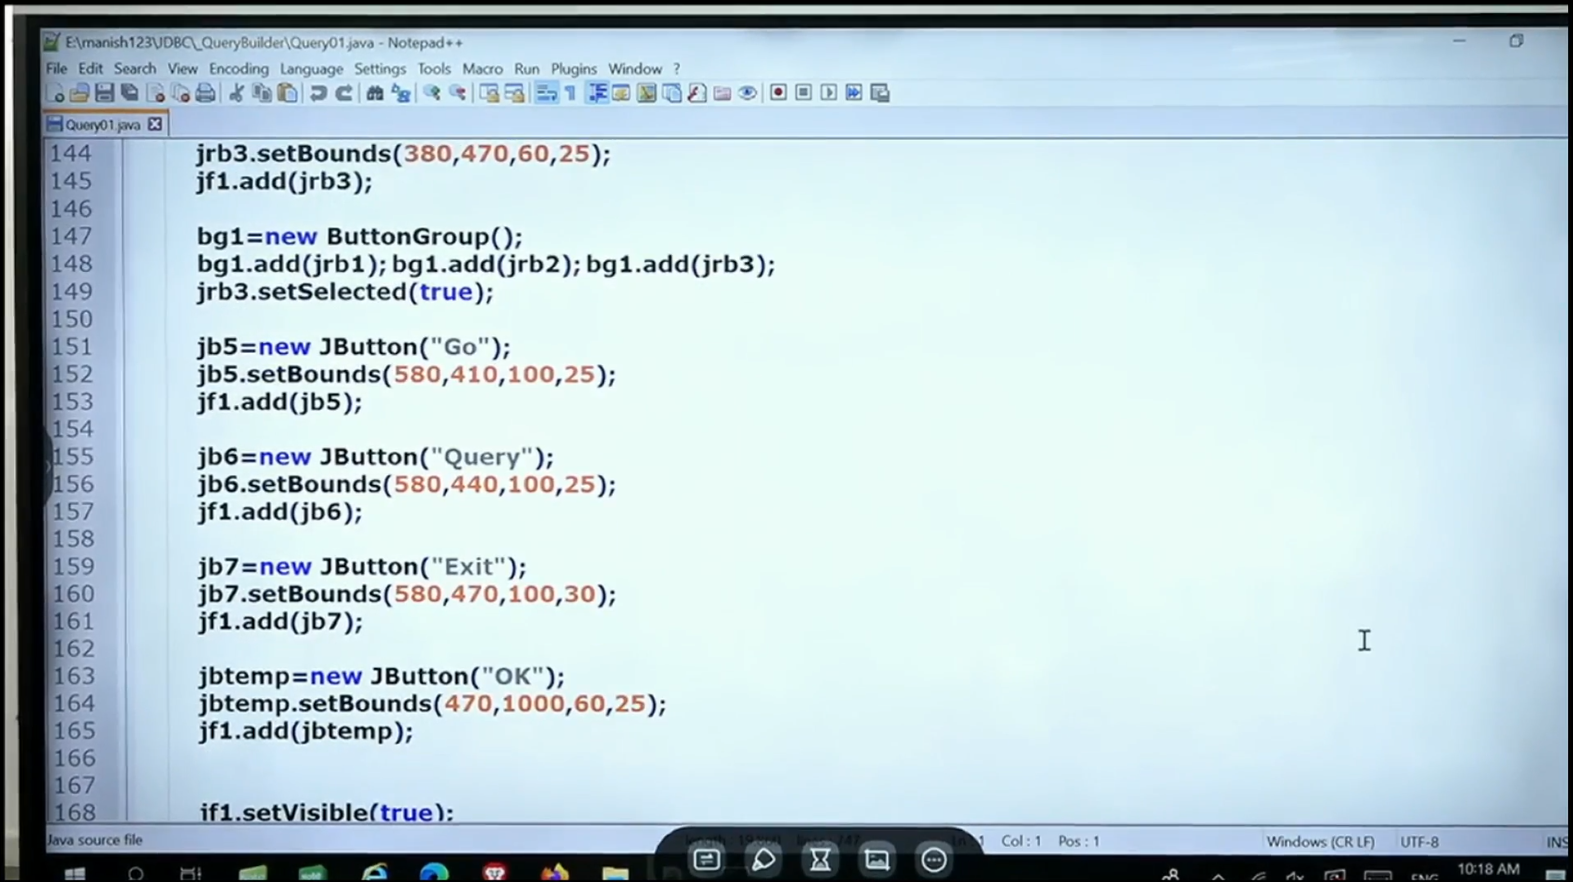 E:\manish123\JDBC\_QueryBuilder\Query01.java - Notepad++
File Edit Search View Encoding Language Settings Tools Macro Run Plugins Window ?
Query01.java
144 jrb3.setBounds(380,470,60,25);
145 jf1.add(jrb3);
146
147 bg1=new ButtonGroup();
148 bg1.add(jrb1); bg1.add(jrb2); bg1.add(jrb3);
149 jrb3.setSelected(true);
150
151 jb5=new JButton("Go");
152 jb5.setBounds(580,410,100,25);
153 jf1.add(jb5);
154
155 jb6=new JButton("Query");
156 jb6.setBounds(580,440,100,25);
157 jf1.add(jb6);
158
159 jb7=new JButton("Exit");
160 jb7.setBounds(580,470,100,30);
161 jf1.add(jb7);
162
163 jbtemp=new JButton("OK");
164 jbtemp.setBounds(470,1000,60,25);
165 jf1.add(jbtemp);
166
167
168 jf1.setVisible(true);
Java source file Col : 1 Pos : 1 Windows (CR LF) UTF-8 INS
ENG 10:18 AM